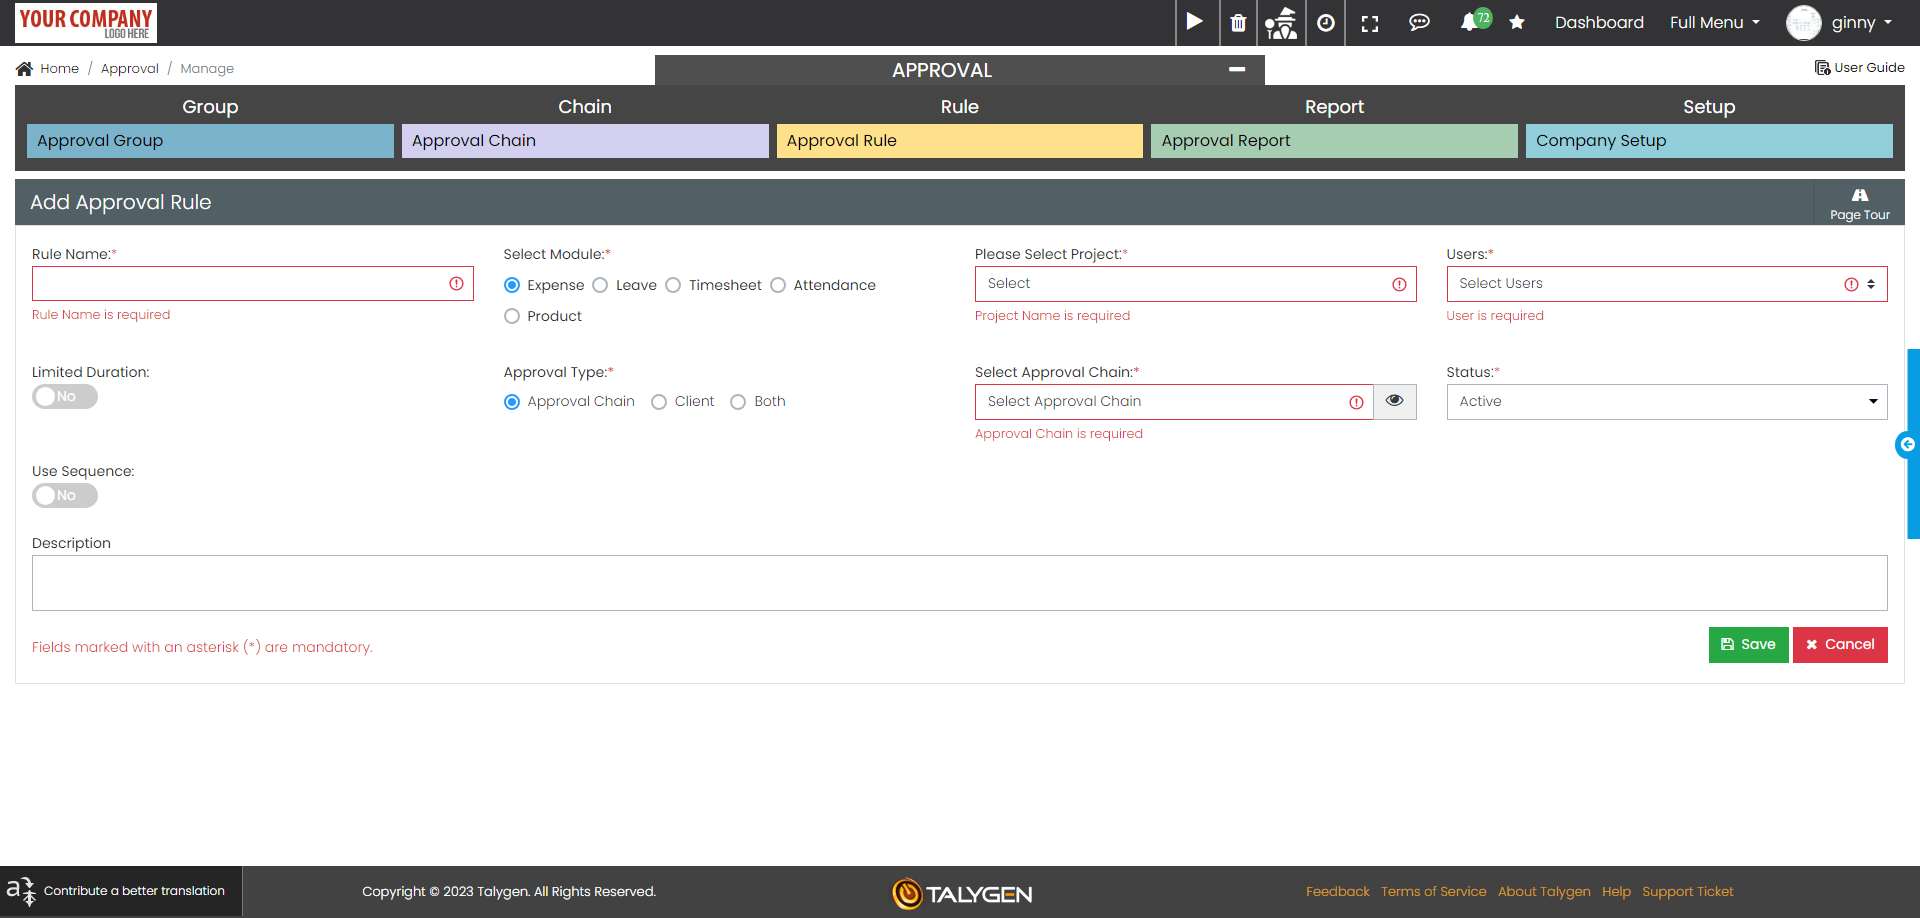 YOUR COMPANY
LOGO HERE
72
Dashboard
Full Menu
ginny
Home / Approval / Manage
APPROVAL
User Guide
Group
Chain
Rule
Report
Setup
Approval Group
Approval Chain
Approval Rule
Approval Report
Company Setup
Add Approval Rule
Page Tour
Rule Name:*
Rule Name is required
Select Module:*
Expense
Leave
Timesheet
Attendance
Product
Please Select Project:*
Select
Project Name is required
Users:*
Select Users
User is required
Limited Duration:
No
Approval Type:*
Approval Chain
Client
Both
Select Approval Chain:*
Select Approval Chain
Approval Chain is required
Status:*
Active
Use Sequence:
No
Description
Fields marked with an asterisk (*) are mandatory.
Save
Cancel
Contribute a better translation
Copyright © 2023 Talygen. All Rights Reserved.
TALYGEN
Feedback
Terms of Service
About Talygen
Help
Support Ticket